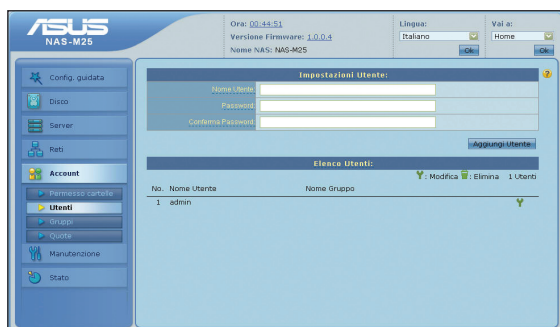 ASUS
NAS-M25
Ora: 00:44:51
Versione Firmware: 1.0.0.4
Nome NAS: NAS-M25
Lingua:
Italiano
Ok
Vai a:
Home
Ok
Config. guidata
Disco
Server
Reti
Account
Permesso cartelle
Utenti
Gruppi
Quote
Manutenzione
Stato
Impostazioni Utente:
?
Nome Utente:
Password:
Conferma Password:
Aggiungi Utente
Elenco Utenti:
: Modifica : Elimina 1 Utenti
No. Nome Utente Nome Gruppo
1 admin